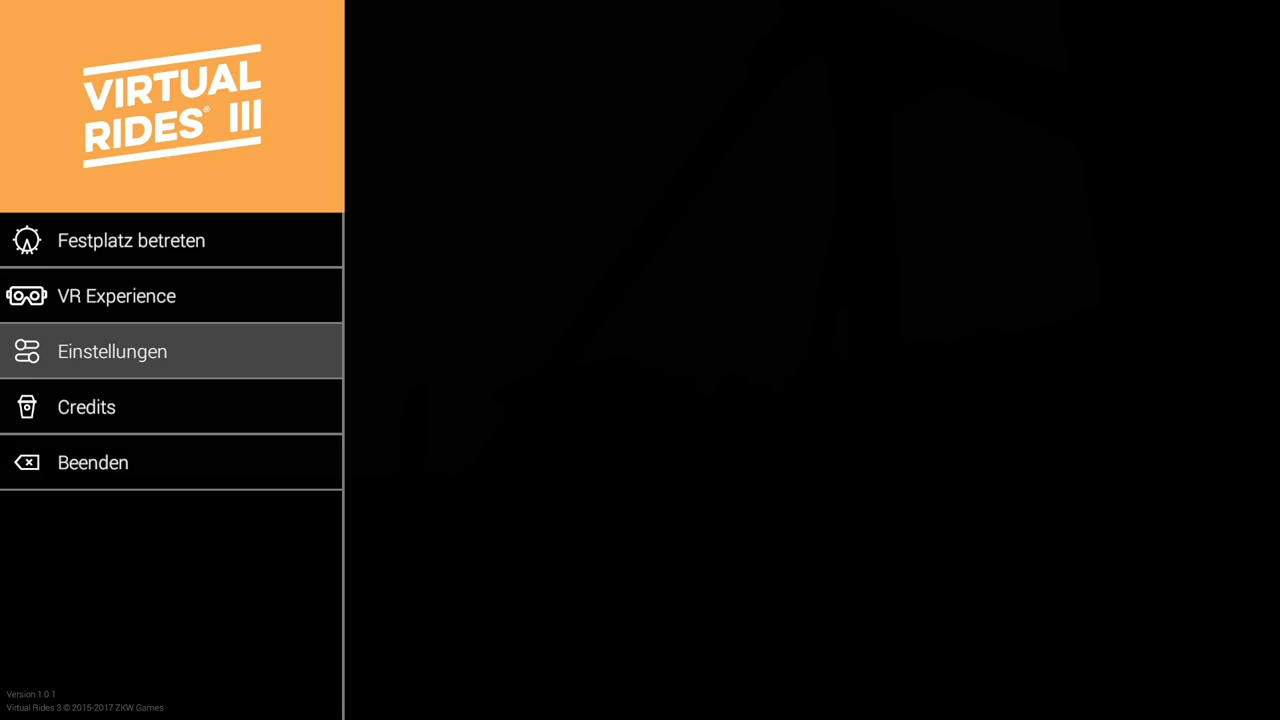 VIRTUAL
RIDES® III
Festplatz betreten
VR Experience
Einstellungen
Credits
Beenden
Version 1.0.1
Virtual Rides 3 © 2015-2017 ZKW Games